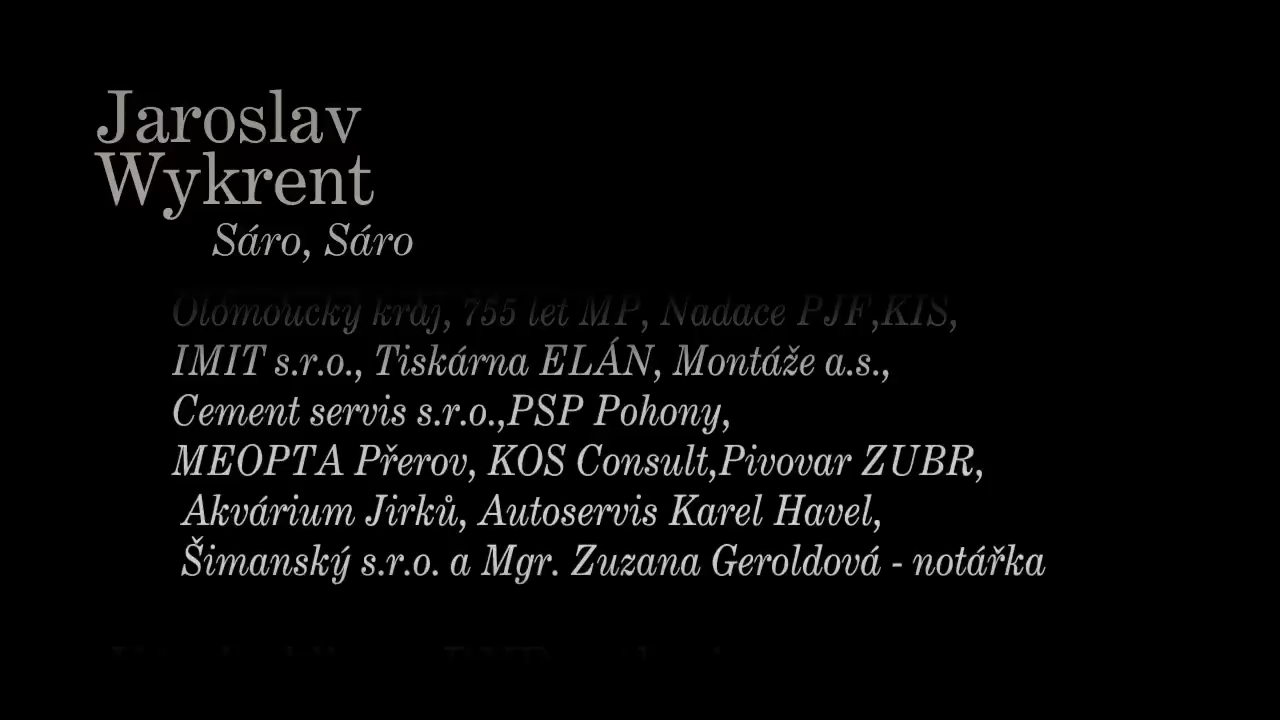 Jaroslav
Wykrent
Sáro, Sáro
Olomoucký kraj, 755 let MP, Nadace PJF,KIS,
IMIT s.r.o., Tiskárna ELÁN, Montáže a.s.,
Cement servis s.r.o.,PSP Pohony,
MEOPTA Přerov, KOS Consult,Pivovar ZUBR,
Akvárium Jirků, Autoservis Karel Havel,
Šimanský s.r.o. a Mgr. Zuzana Geroldová - notářka